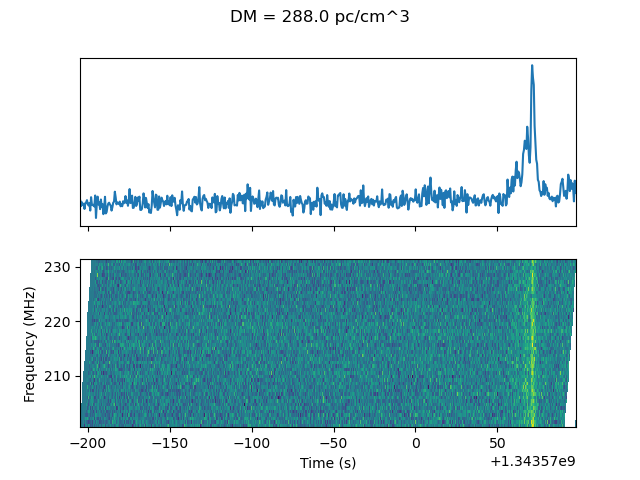 DM = 288.0 pc/cm^3
230
220
210
Frequency (MHz)
−200 −150 −100 −50 0 50
Time (s)
+1.34357e9